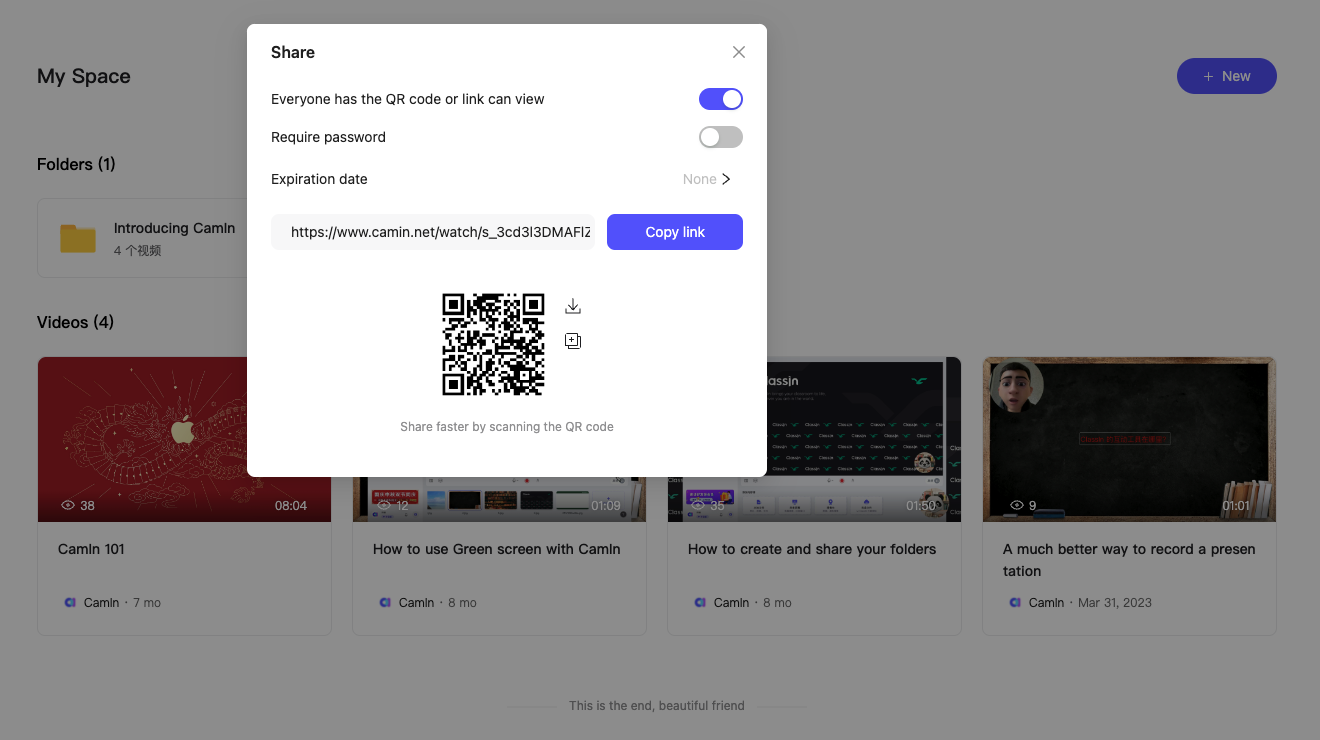 Share
My Space
+ New
Everyone has the QR code or link can view
Require password
Expiration date
None
https://www.camin.net/watch/s_3cd3l3DMAFlZ
Copy link
Share faster by scanning the QR code
Folders (1)
Introducing CamIn
4 个视频
Videos (4)
38
08:04
CamIn 101
CamIn · 7 mo
12
01:09
How to use Green screen with CamIn
CamIn · 8 mo
35
01:50
How to create and share your folders
CamIn · 8 mo
9
01:01
A much better way to record a presen
tation
CamIn · Mar 31, 2023
This is the end, beautiful friend